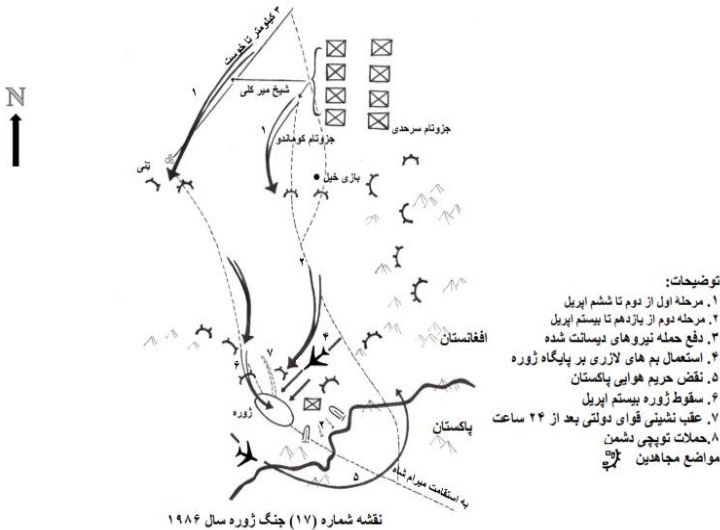 ۳ کیلومتر تا خوست
N
شیخ میر کلی
۱
۱
جزوتام سرحدی
جزوتام کوماندو
تنی
بازی خیل
۲
۴
افغانستان
۷
۶
ژوره
پاکستان
۵
به استقامت میرام شاه
توضیحات:
۱. مرحله اول از دوم تا ششم اپریل
۲. مرحله دوم از یازدهم تا بیستم اپریل
۳. دفع حمله نیروهای دیسانت شده
۴. استعمال بم های لازری بر پایگاه ژوره
۵. نقض حریم هوایی پاکستان
۶. سقوط ژوره بیستم اپریل
۷. عقب نشینی قوای دولتی بعد از ۲۴ ساعت
۸.حملات توپچی دشمن
مواضع مجاهدین
نقشه شماره (۱۷) جنگ ژوره سال ۱۹۸۶